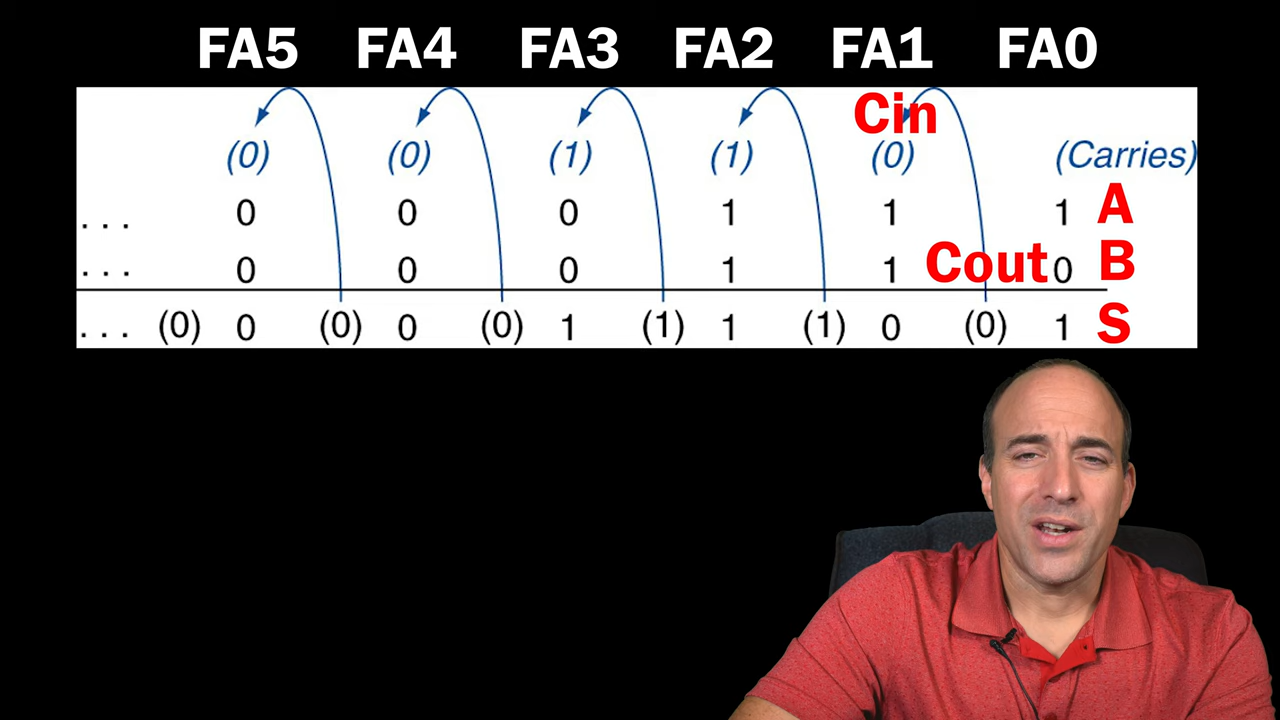 FA5 FA4 FA3 FA2 FA1 FA0
Cin
(0) (0) (1) (1) (0) (Carries)
. . . 0 0 0 1 1 1 A
. . . 0 0 0 1 1 Cout 0 B
. . . (0) 0 (0) 0 (0) 1 (1) 1 (1) 0 (0) 1 S